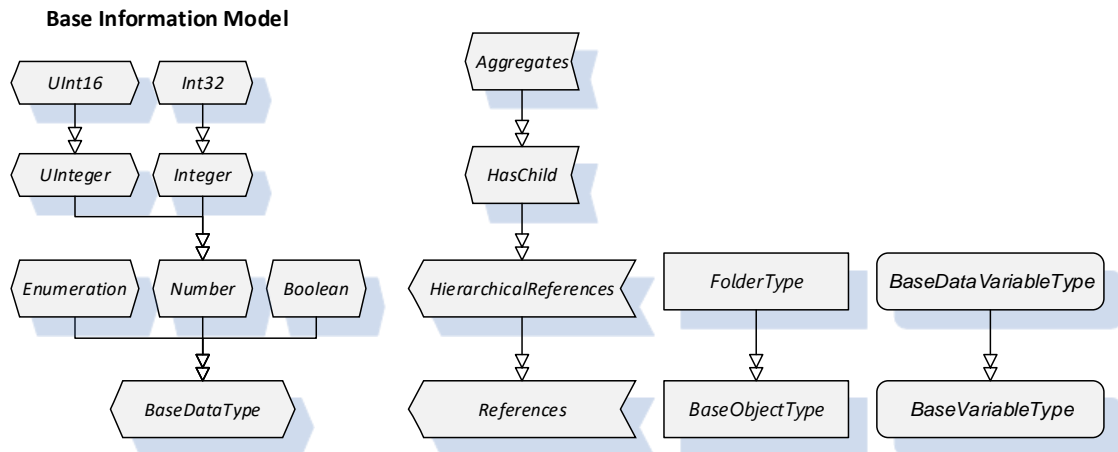 Base Information Model
UInt16
Int32
Aggregates
UInteger
Integer
HasChild
Enumeration
Number
Boolean
HierarchicalReferences
FolderType
BaseDataVariableType
BaseDataType
References
BaseObjectType
BaseVariableType